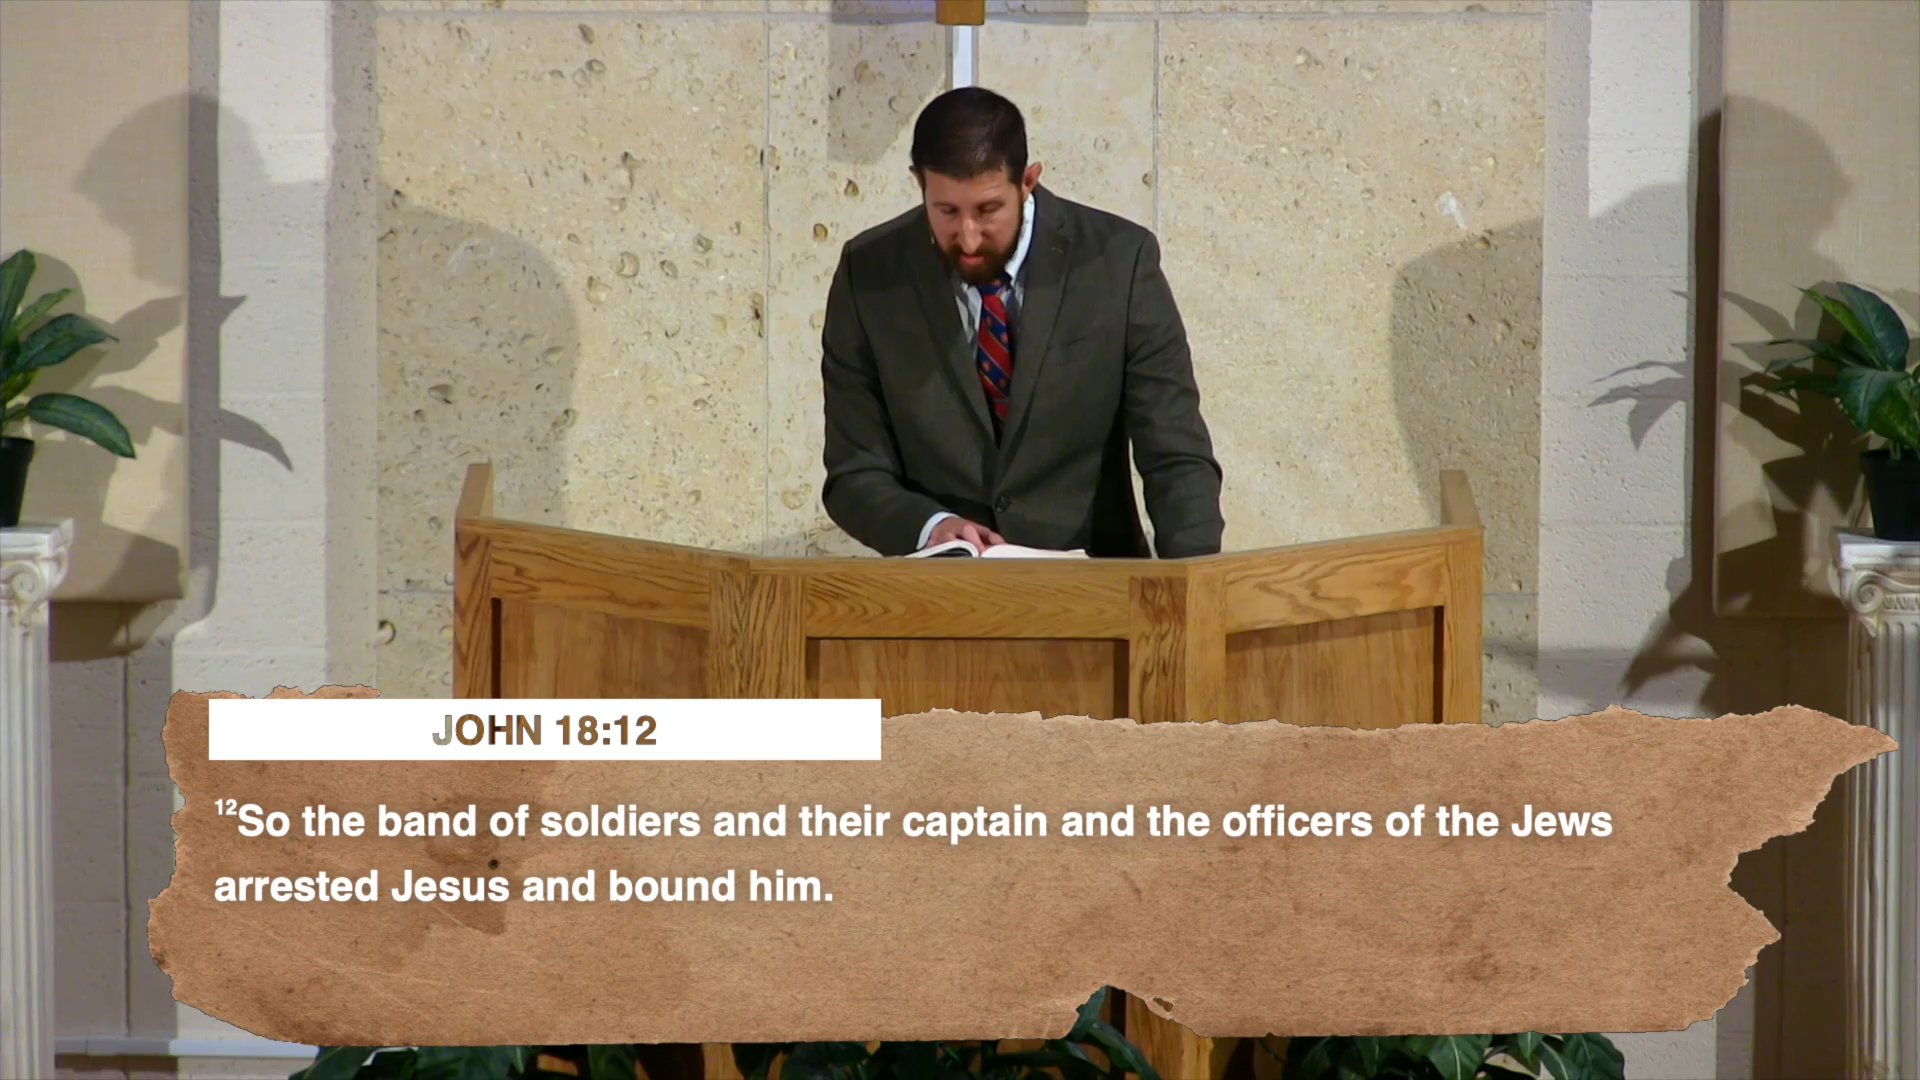 JOHN 18:12
¹²So the band of soldiers and their captain and the officers of the Jews
arrested Jesus and bound him.